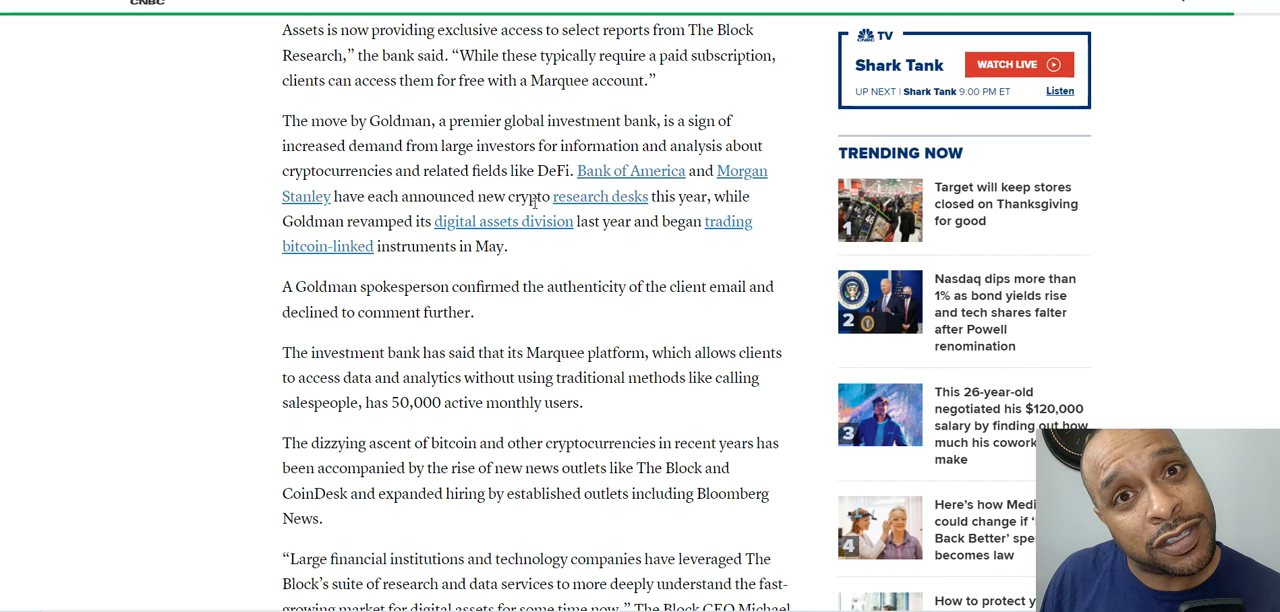 CNBC
Assets is now providing exclusive access to select reports from The Block
Research,” the bank said. “While these typically require a paid subscription,
clients can access them for free with a Marquee account.”
The move by Goldman, a premier global investment bank, is a sign of
increased demand from large investors for information and analysis about
cryptocurrencies and related fields like DeFi. Bank of America and Morgan
Stanley have each announced new crypto research desks this year, while
Goldman revamped its digital assets division last year and began trading
bitcoin-linked instruments in May.
A Goldman spokesperson confirmed the authenticity of the client email and
declined to comment further.
The investment bank has said that its Marquee platform, which allows clients
to access data and analytics without using traditional methods like calling
salespeople, has 50,000 active monthly users.
The dizzying ascent of bitcoin and other cryptocurrencies in recent years has
been accompanied by the rise of new news outlets like The Block and
CoinDesk and expanded hiring by established outlets including Bloomberg
News.
“Large financial institutions and technology companies have leveraged The
Block’s suite of research and data services to more deeply understand the fast-
growing market for digital assets for some time now,” The Block CEO Michael
CNBC TV
Shark Tank
WATCH LIVE
UP NEXT | Shark Tank 9:00 PM ET
Listen
TRENDING NOW
1
Target will keep stores
closed on Thanksgiving
for good
2
Nasdaq dips more than
1% as bond yields rise
and tech shares falter
after Powell
renomination
3
This 26-year-old
negotiated his $120,000
salary by finding out how
much his cowork
make
4
Here’s how Medi
could change if ‘
Back Better’ spe
becomes law
How to protect y